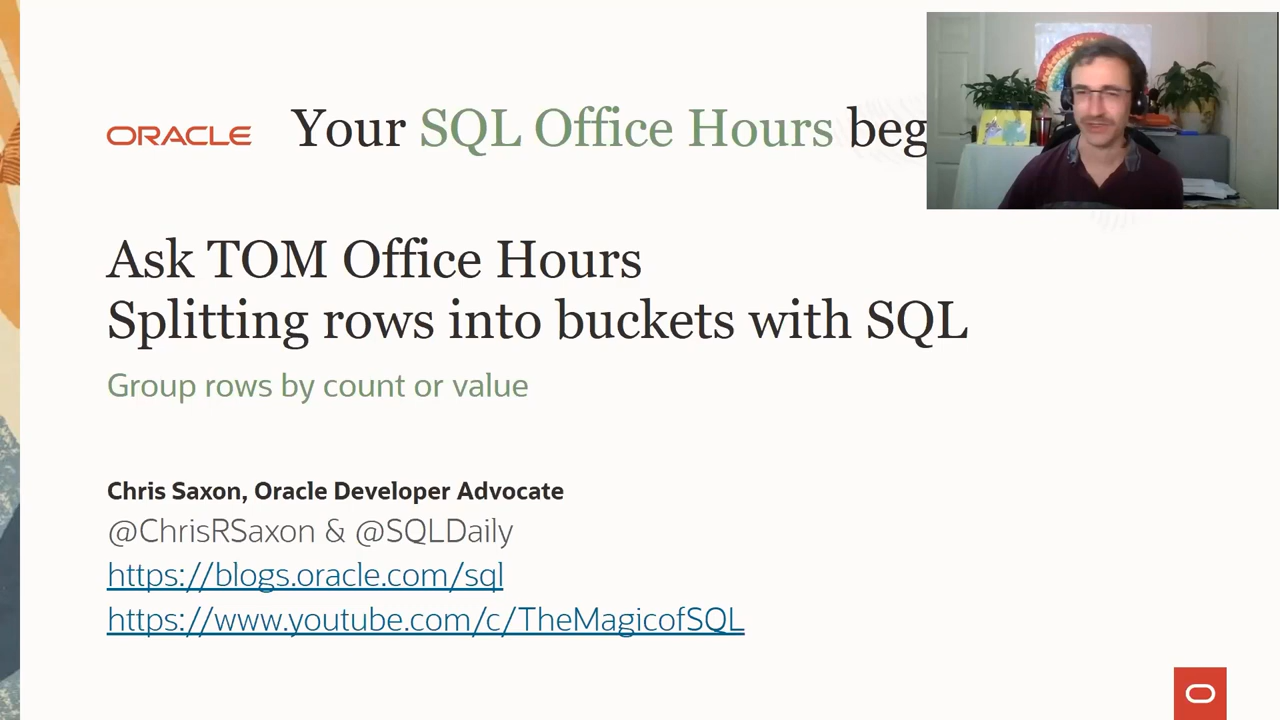 ORACLE
Your SQL Office Hours beg
Ask TOM Office Hours
Splitting rows into buckets with SQL
Group rows by count or value
Chris Saxon, Oracle Developer Advocate
@ChrisRSaxon & @SQLDaily
https://blogs.oracle.com/sql
https://www.youtube.com/c/TheMagicofSQL